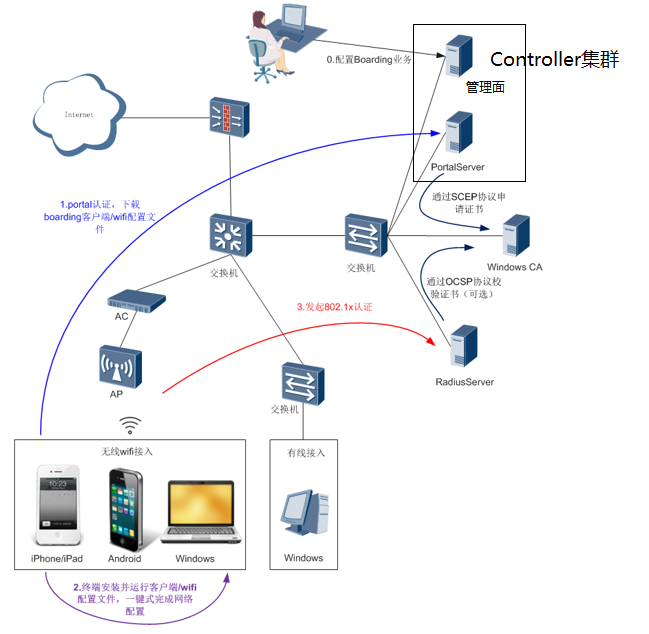 0.配置Boarding业务
Controller集群
管理面
Internet
PortalServer
1.portal认证，下载
boarding客户端/wifi配置文
件
通过SCEP协议申
请证书
交换机
交换机
Windows CA
通过OCSP协议校
验证书（可选）
AC
3.发起802.1x认证
RadiusServer
AP
交换机
无线wifi接入
有线接入
10:23
iPhone/iPad
Android
Windows
Windows
2.终端安装并运行客户端/wifi
配置文件，一键式完成网络
配置